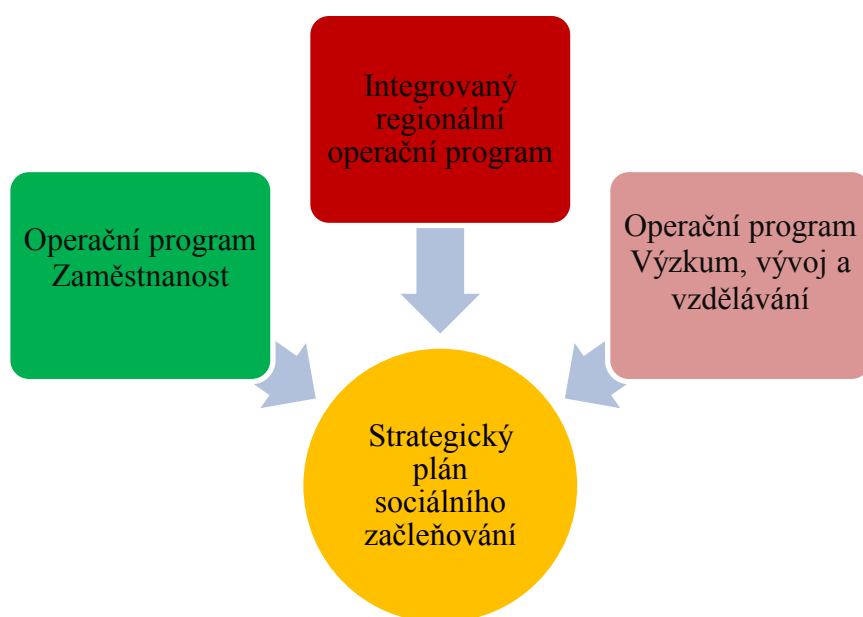 Integrovaný
regionální
operační program
Operační program
Zaměstnanost
Operační program
Výzkum, vývoj a
vzdělávání
Strategický
plán
sociálního
začleňování